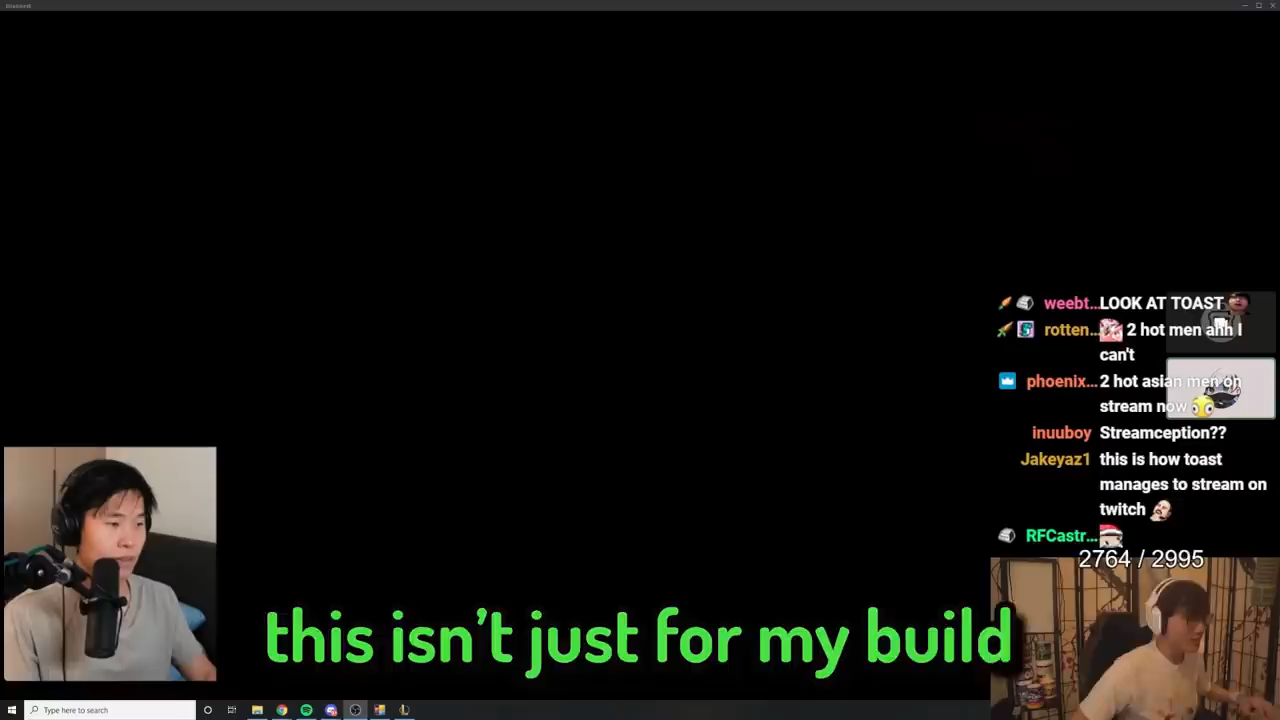 Discord
weebt... LOOK AT TOAST
rotten... 2 hot men ahh I
can't
phoenix... 2 hot asian men on
stream now
inuuboy Streamception??
Jakeyaz1 this is how toast
manages to stream on
twitch
RFCastr...
2764 / 2995
this isn't just for my build
Type here to search